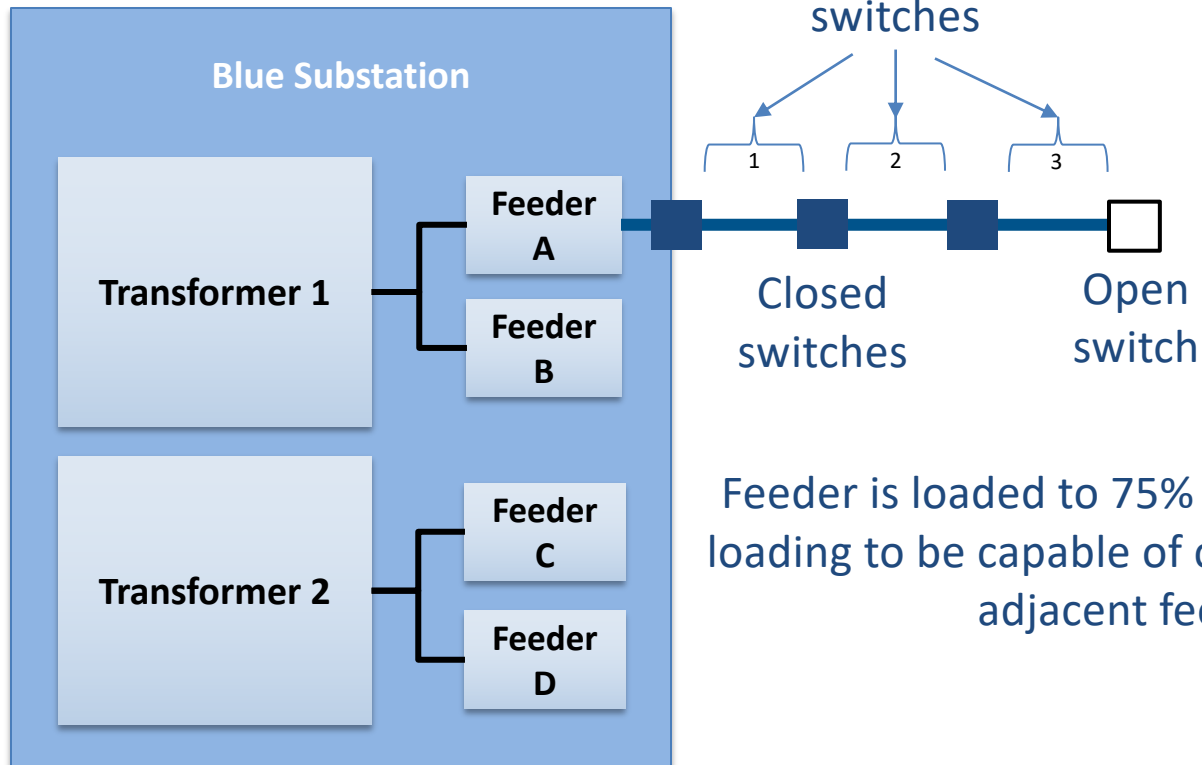 switches
Blue Substation
1
2
3
Transformer 1
Feeder
A
Feeder
B
Closed
switches
Open
switch
Transformer 2
Feeder
C
Feeder
D
Feeder is loaded to 75%
loading to be capable of
adjacent